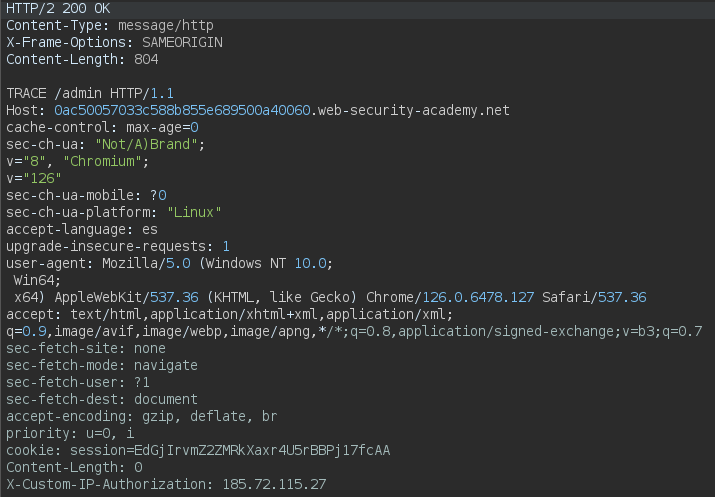 HTTP/2 200 OK
Content-Type: message/http
X-Frame-Options: SAMEORIGIN
Content-Length: 804
TRACE /admin HTTP/1.1
Host: 0ac50057033c588b855e689500a40060.web-security-academy.net
cache-control: max-age=0
sec-ch-ua: "Not/A)Brand";
v="8", "Chromium";
v="126"
sec-ch-ua-mobile: ?0
sec-ch-ua-platform: "Linux"
accept-language: es
upgrade-insecure-requests: 1
user-agent: Mozilla/5.0 (Windows NT 10.0;
Win64;
x64) AppleWebKit/537.36 (KHTML, like Gecko) Chrome/126.0.6478.127 Safari/537.36
accept: text/html,application/xhtml+xml,application/xml;
q=0.9,image/avif,image/webp,image/apng,*/*;q=0.8,application/signed-exchange;v=b3;q=0.7
sec-fetch-site: none
sec-fetch-mode: navigate
sec-fetch-user: ?1
sec-fetch-dest: document
accept-encoding: gzip, deflate, br
priority: u=0, i
cookie: session=EdGjIrvmZ2ZMRkXaxr4U5rBBPj17fcAA
Content-Length: 0
X-Custom-IP-Authorization: 185.72.115.27